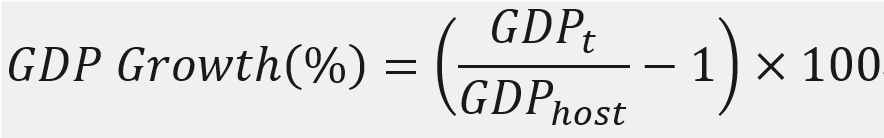 GDP Growth(%) = (GDP_t / GDP_host − 1) × 100